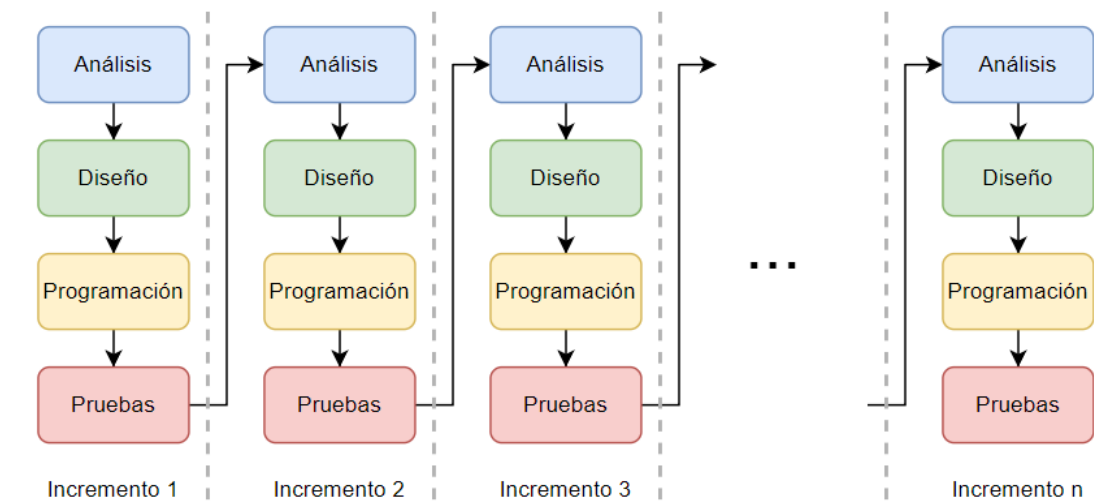 Análisis
Análisis
Análisis
Análisis
Diseño
Diseño
Diseño
Diseño
...
Programación
Programación
Programación
Programación
Pruebas
Pruebas
Pruebas
Pruebas
Incremento 1
Incremento 2
Incremento 3
Incremento n